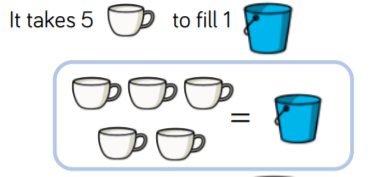 It takes 5 to fill 1
=